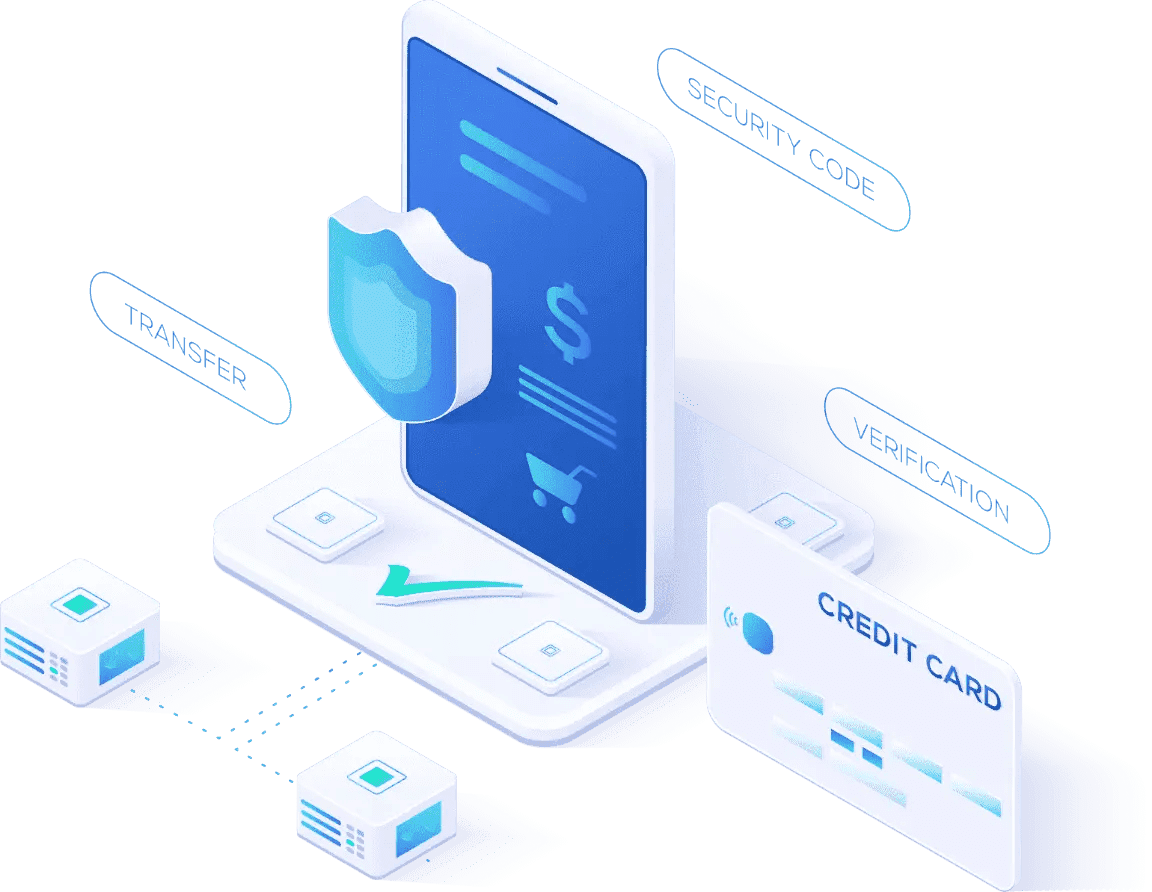 SECURITY CODE
TRANSFER
$
VERIFICATION
CREDIT CARD